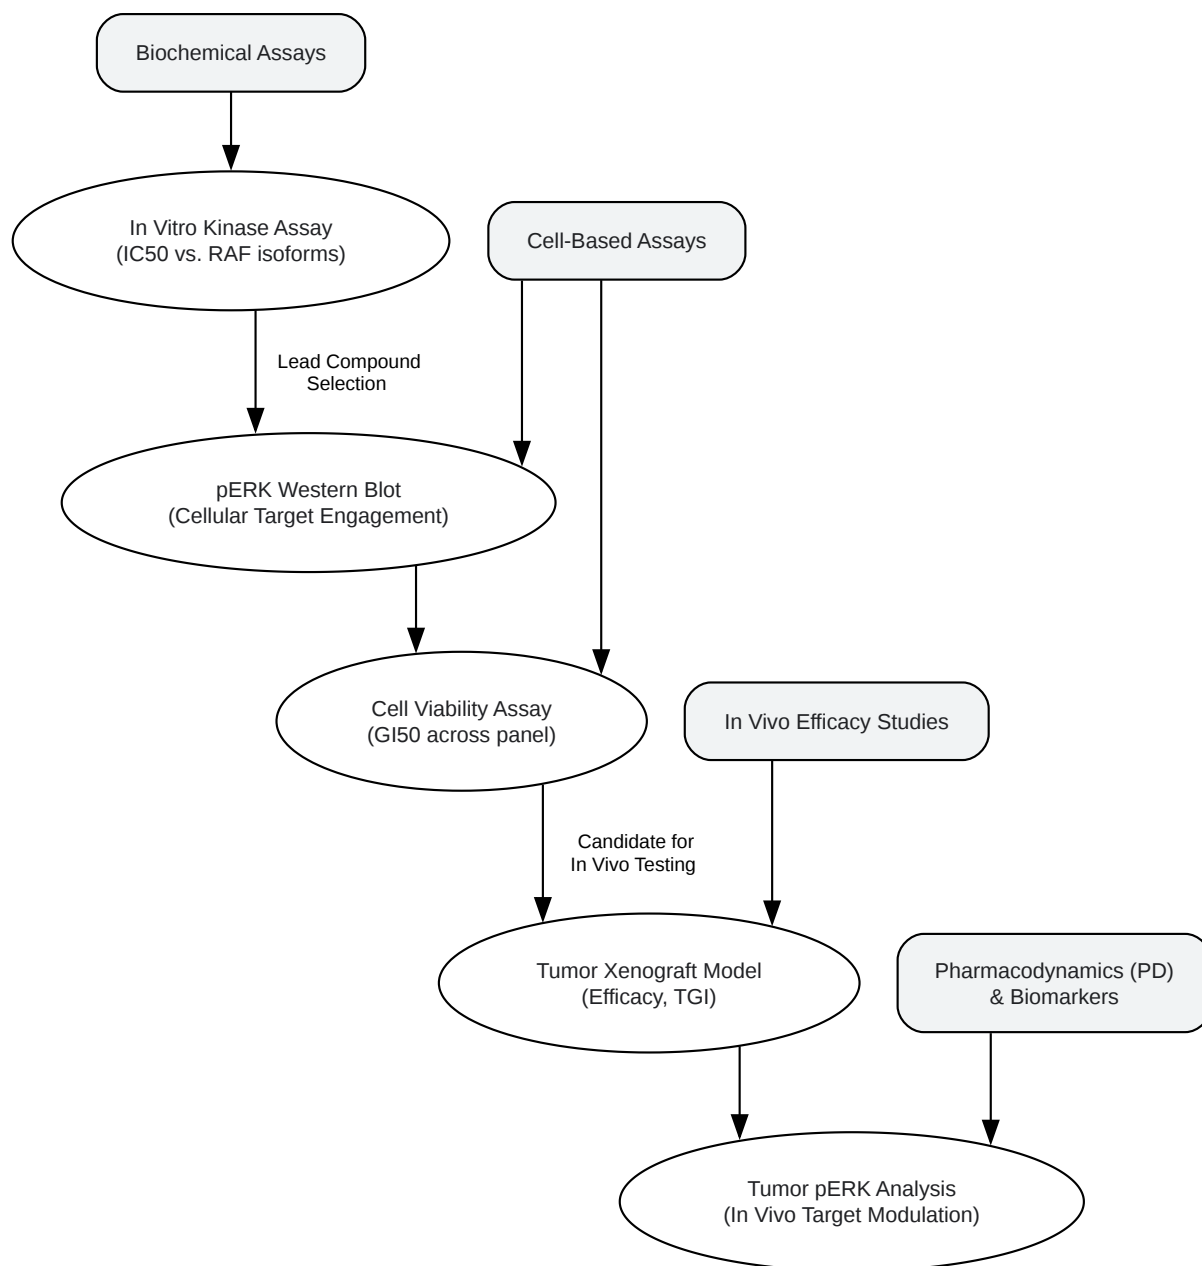 Biochemical Assays
In Vitro Kinase Assay
(IC50 vs. RAF isoforms)
Cell-Based Assays
Lead Compound
Selection
pERK Western Blot
(Cellular Target Engagement)
Cell Viability Assay
(GI50 across panel)
In Vivo Efficacy Studies
Candidate for
In Vivo Testing
Tumor Xenograft Model
(Efficacy, TGI)
Pharmacodynamics (PD)
& Biomarkers
Tumor pERK Analysis
(In Vivo Target Modulation)